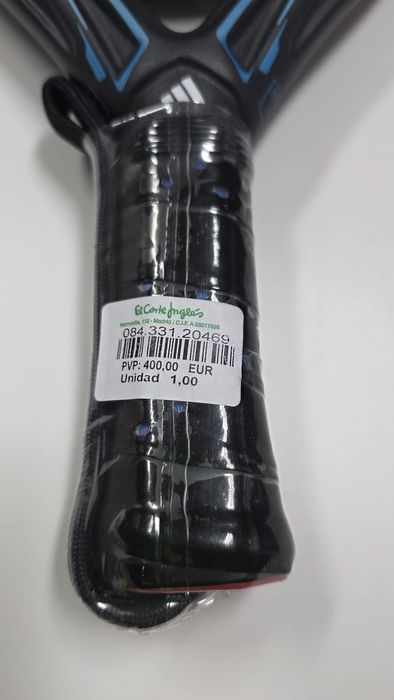 El Corte Inglés
Hermosilla, 112 - Madrid / C.I.F. A-28017895
084.331.20469
PVP: 400,00 EUR
Unidad 1,00